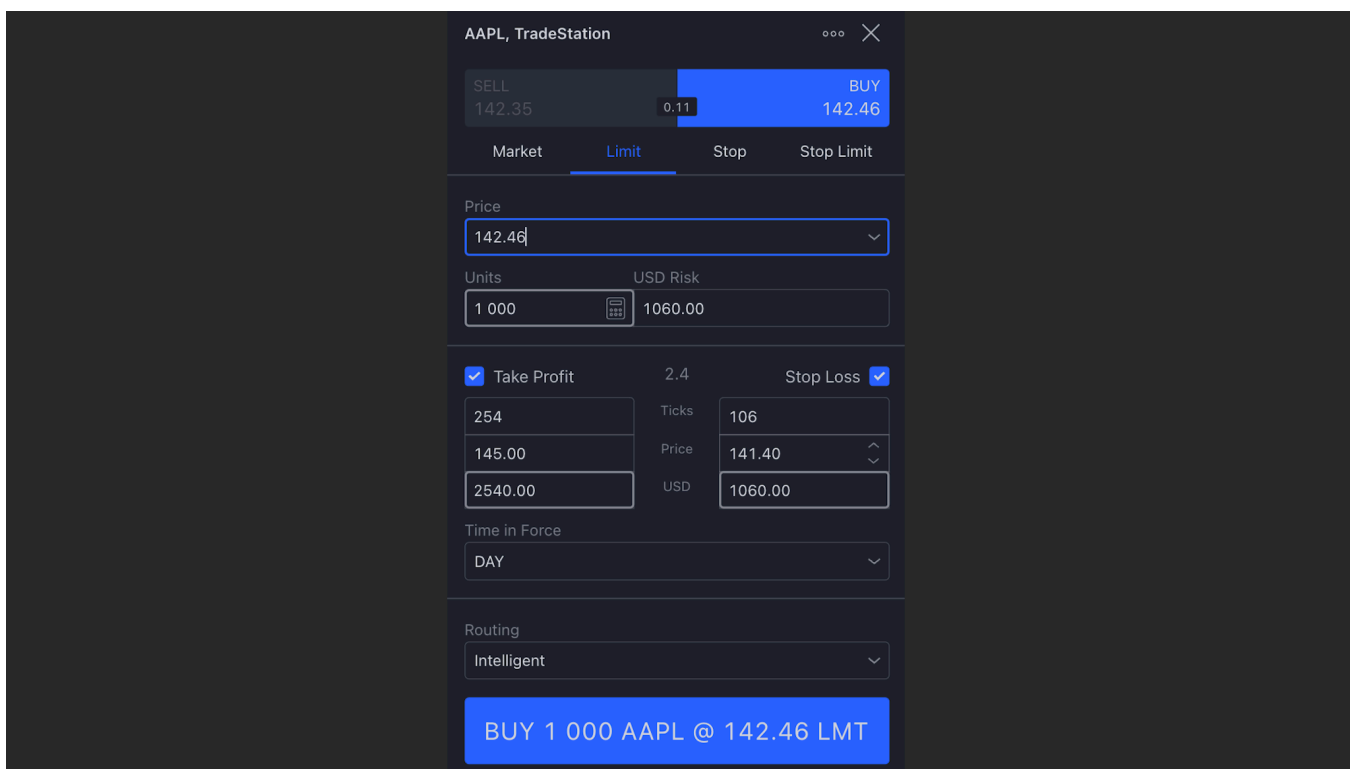 AAPL, TradeStation
SELL BUY
142.35 0.11 142.46
Market Limit Stop Stop Limit
Price
142.46
Units USD Risk
1 000 1060.00
Take Profit 2.4 Stop Loss
254 Ticks 106
145.00 Price 141.40
2540.00 USD 1060.00
Time in Force
DAY
Routing
Intelligent
BUY 1 000 AAPL @ 142.46 LMT